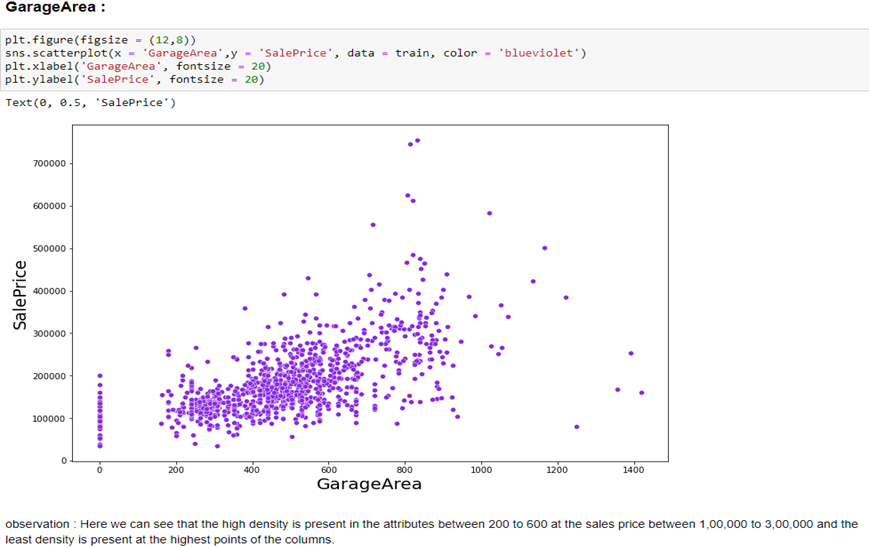 GarageArea :
plt.figure(figsize = (12,8))
sns.scatterplot(x = 'GarageArea',y = 'SalePrice', data = train, color = 'blueviolet')
plt.xlabel('GarageArea', fontsize = 20)
plt.ylabel('SalePrice', fontsize = 20)
Text(0, 0.5, 'SalePrice')
700000
600000
500000
400000
300000
200000
100000
0
SalePrice
0 200 400 600 800 1000 1200 1400
GarageArea
observation : Here we can see that the high density is present in the attributes between 200 to 600 at the sales price between 1,00,000 to 3,00,000 and the
least density is present at the highest points of the columns.